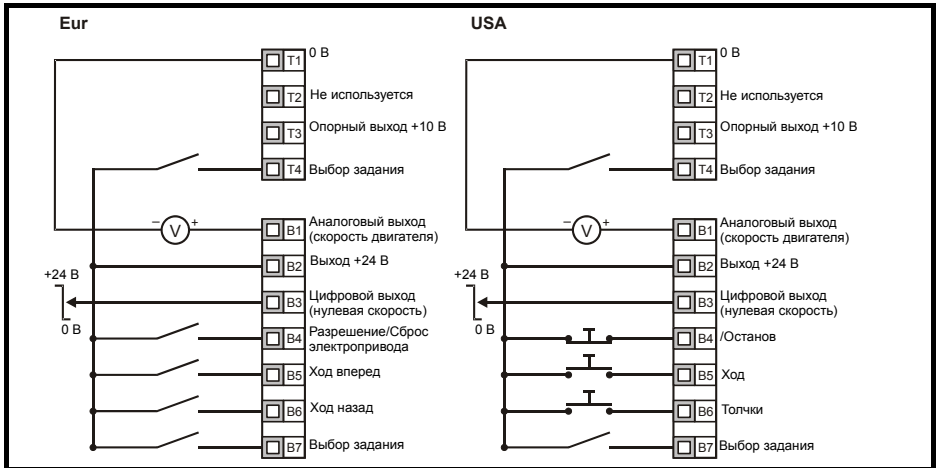 Eur
T1 0 В
T2 Не используется
T3 Опорный выход +10 В
T4 Выбор задания
– V +
B1 Аналоговый выход
(скорость двигателя)
B2 Выход +24 В
+24 В
B3 Цифровой выход
(нулевая скорость)
0 В
B4 Разрешение/Сброс
электропривода
B5 Ход вперед
B6 Ход назад
B7 Выбор задания
USA
T1 0 В
T2 Не используется
T3 Опорный выход +10 В
T4 Выбор задания
– V +
B1 Аналоговый выход
(скорость двигателя)
B2 Выход +24 В
+24 В
B3 Цифровой выход
(нулевая скорость)
0 В
B4 /Останов
B5 Ход
B6 Толчки
B7 Выбор задания